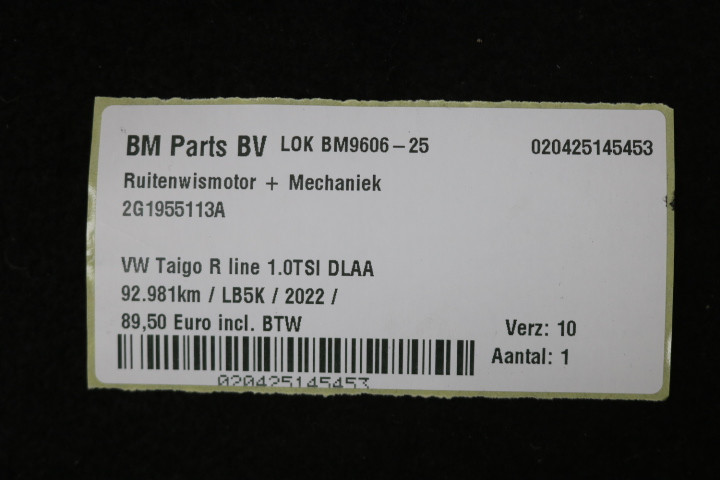 BM Parts BV LOK BM9606-25 020425145453
Ruitenwismotor + Mechaniek
2G1955113A
VW Taigo R line 1.0TSI DLAA
92.981km / LB5K / 2022 /
89,50 Euro incl. BTW
Verz: 10
Aantal: 1
020425145453